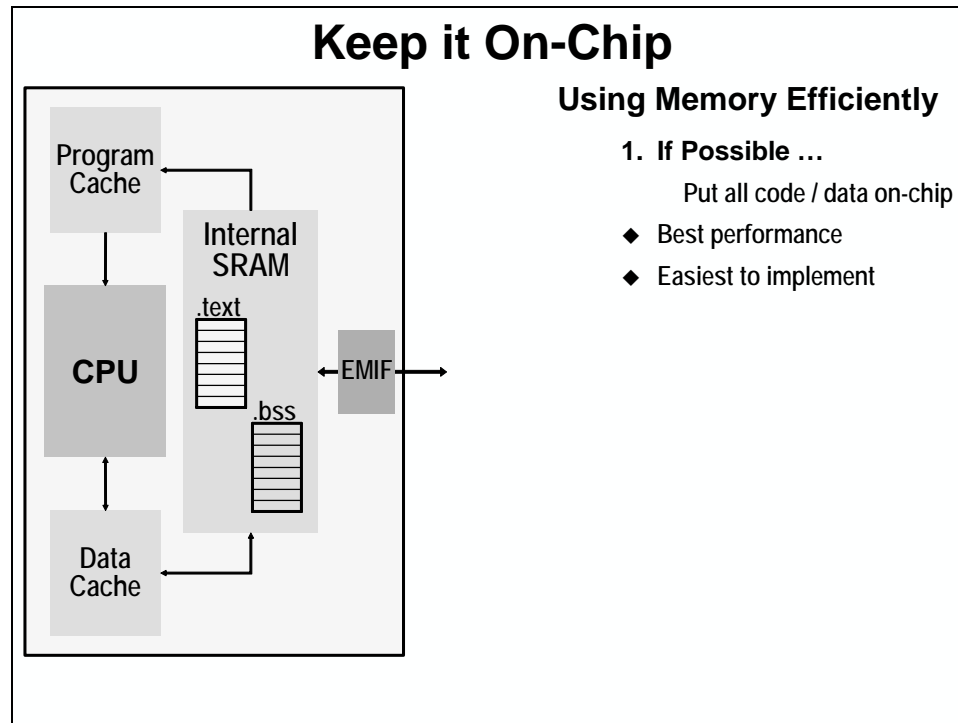 Keep it On-Chip
Program
Cache
CPU
Data
Cache
Internal
SRAM
.text
.bss
EMIF
Using Memory Efficiently
1. If Possible …
Put all code / data on-chip
◆ Best performance
◆ Easiest to implement